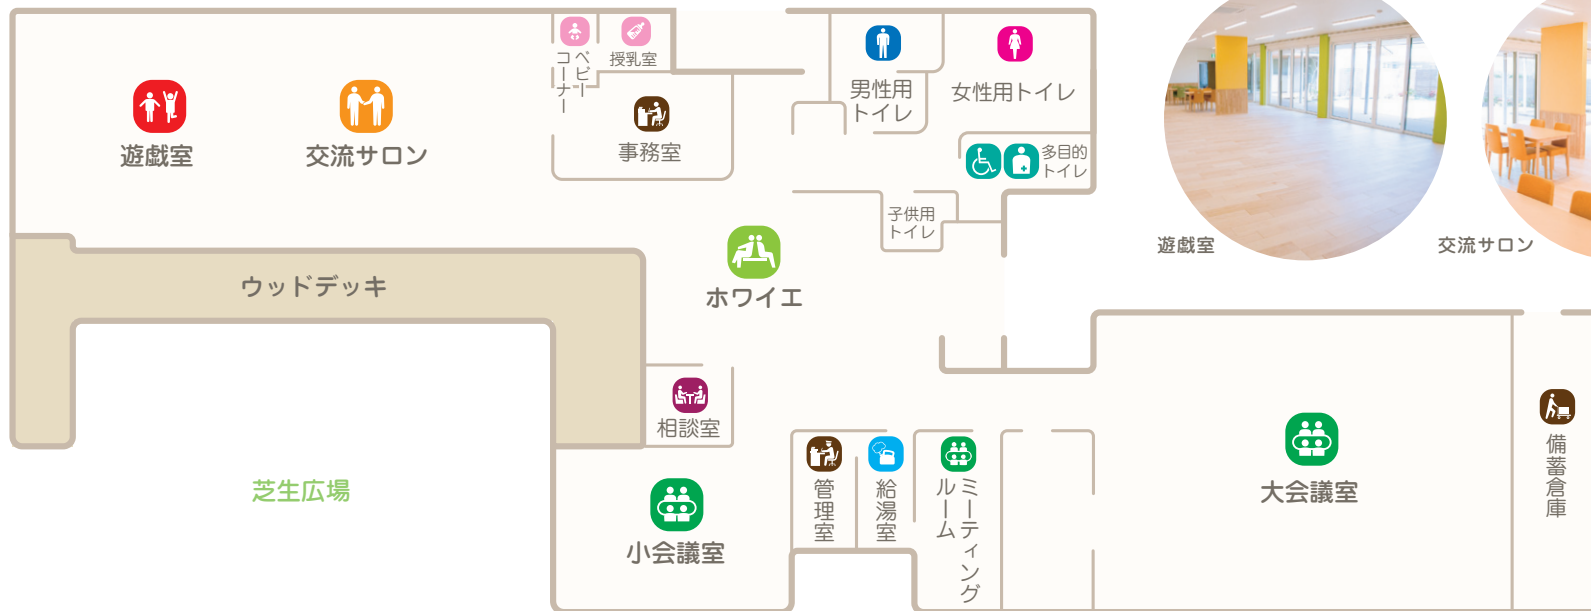 ベビー
コーナー
授乳室
男性用
トイレ
女性用トイレ
遊戯室
交流サロン
事務室
多目的
トイレ
子供用
トイレ
遊戯室
交流サロン
ウッドデッキ
ホワイエ
相談室
芝生広場
小会議室
管理室
給湯室
ミーティング
ルーム
大会議室
備蓄倉庫